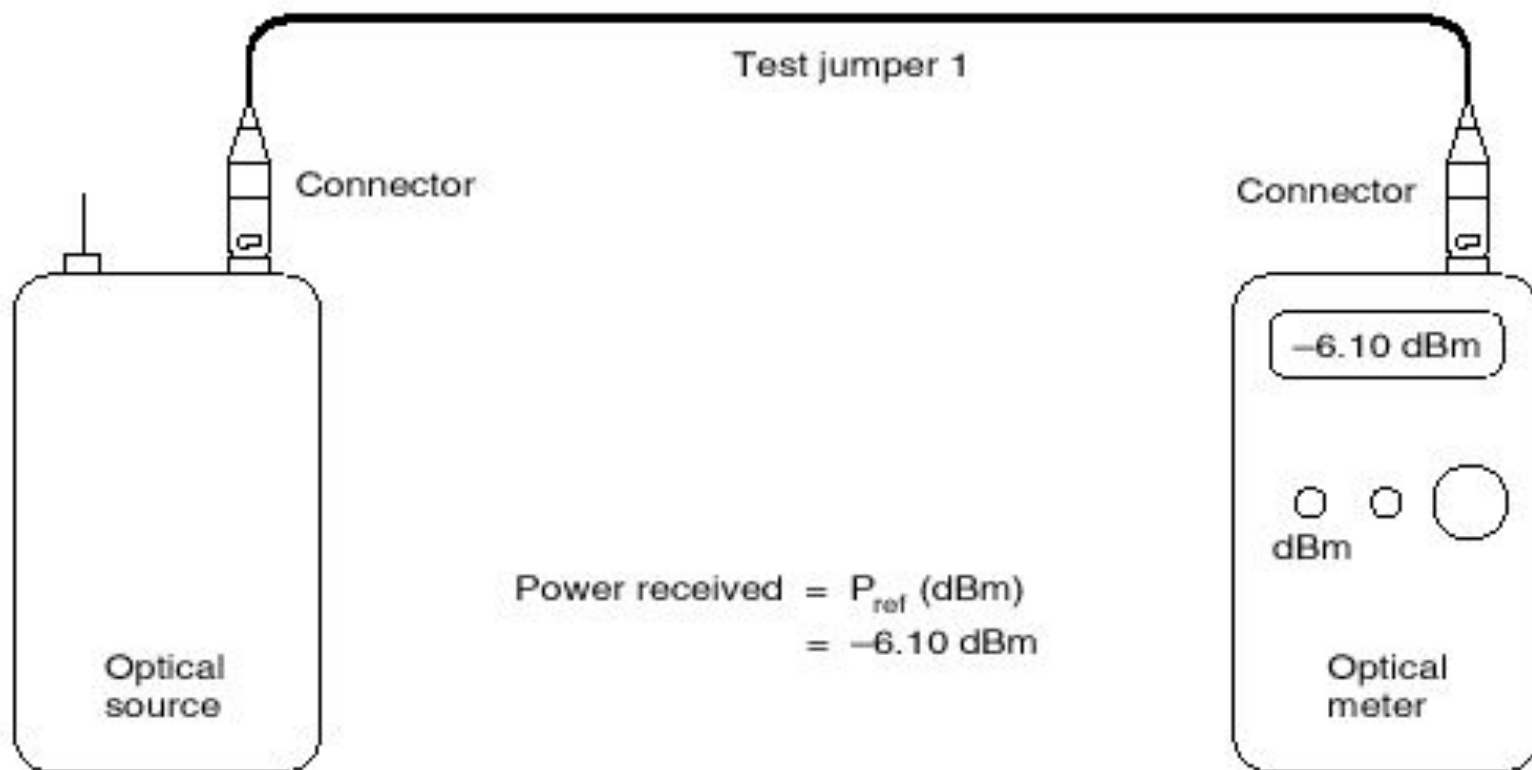 Test jumper 1
Connector
Connector
–6.10 dBm
dBm
Power received = Pref (dBm)
= –6.10 dBm
Optical
source
Optical
meter